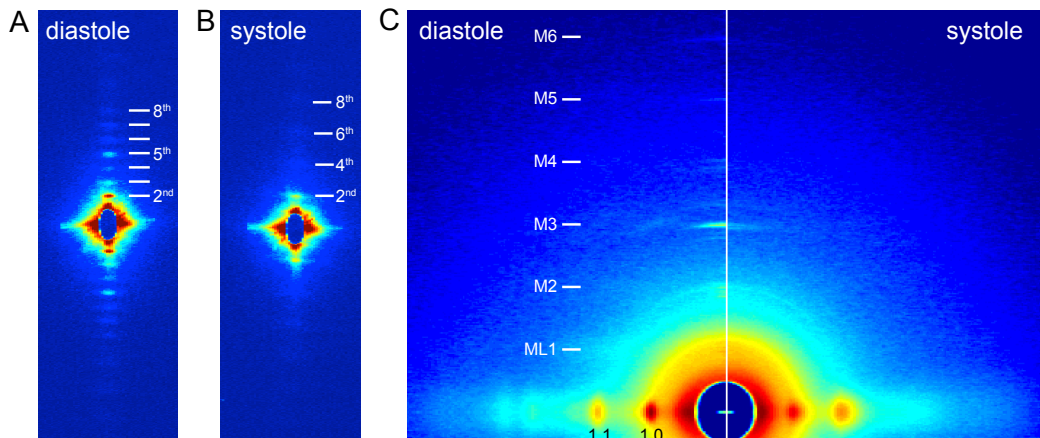 A
diastole
8th
5th
2nd
B
systole
8th
6th
4th
2nd
C
diastole
systole
M6
M5
M4
M3
M2
ML1
1,1
1,0